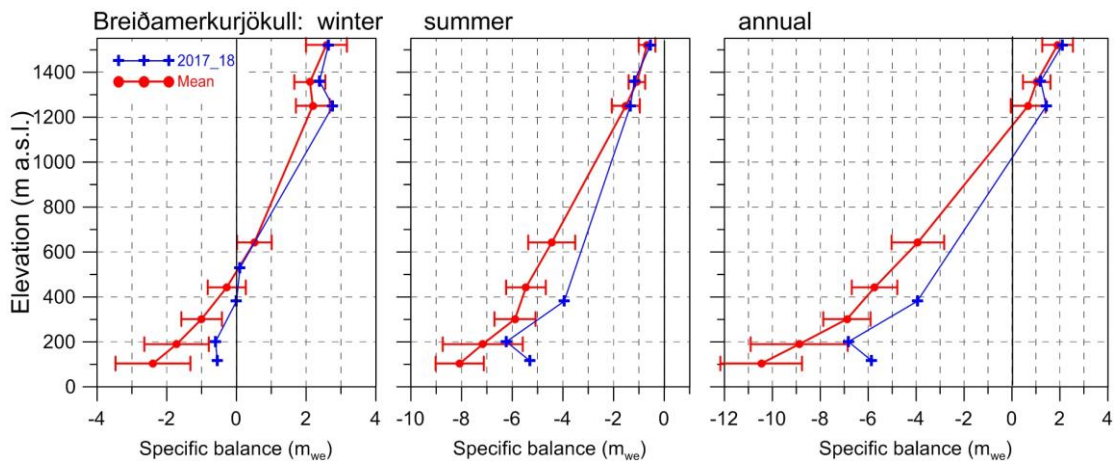 Breiðamerkurjökull: winter
summer
annual
2017_18
Mean
Elevation (m a.s.l.)
1400
1200
1000
800
600
400
200
0
-4 -2 0 2 4
-10 -8 -6 -4 -2 0
-12 -10 -8 -6 -4 -2 0 2 4
Specific balance (mwe)
Specific balance (mwe)
Specific balance (mwe)